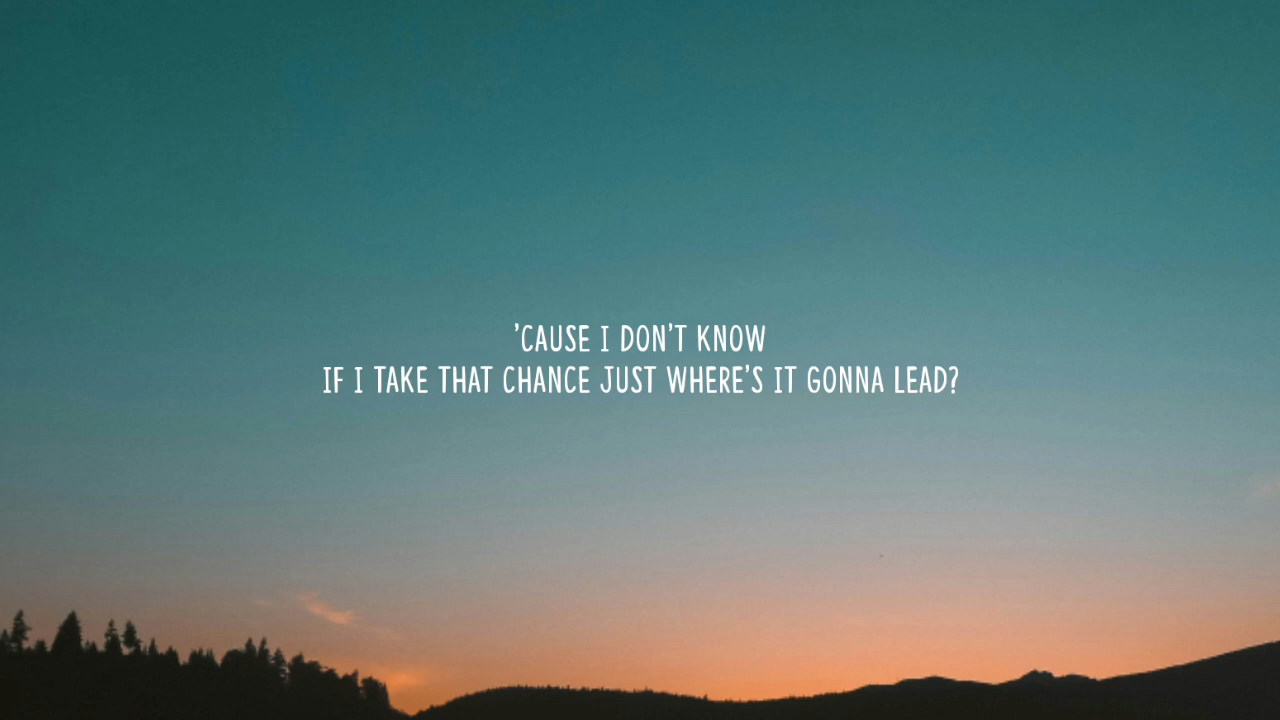 'CAUSE I DON'T KNOW
IF I TAKE THAT CHANCE JUST WHERE'S IT GONNA LEAD?